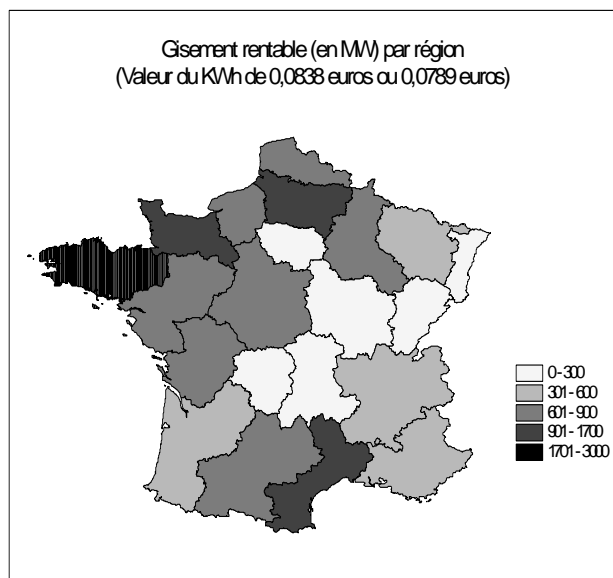 Gisement rentable (en MW) par région
(Valeur du KWh de 0,0838 euros ou 0,0789 euros)
0-300
301-600
601-900
901-1700
1701-3000